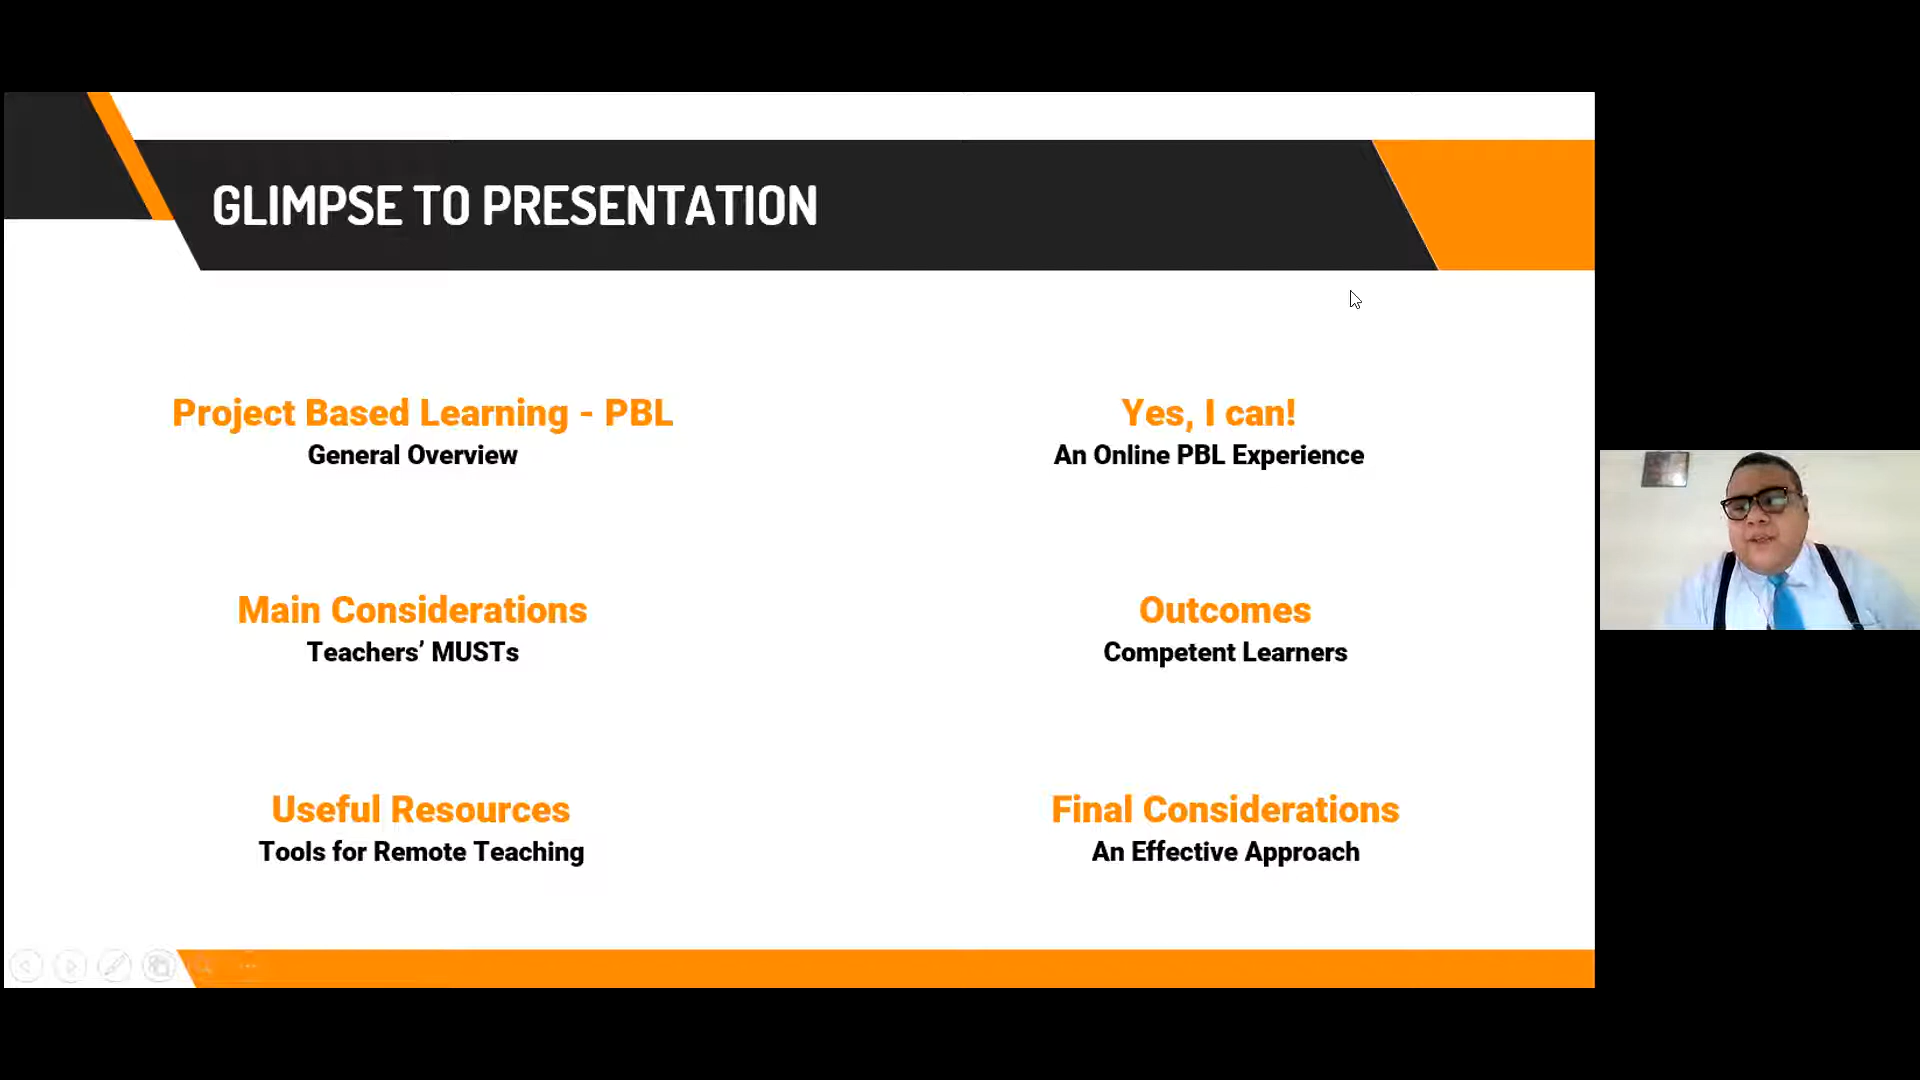 GLIMPSE TO PRESENTATION
Project Based Learning - PBL
General Overview
Yes, I can!
An Online PBL Experience
Main Considerations
Teachers’ MUSTs
Outcomes
Competent Learners
Useful Resources
Tools for Remote Teaching
Final Considerations
An Effective Approach